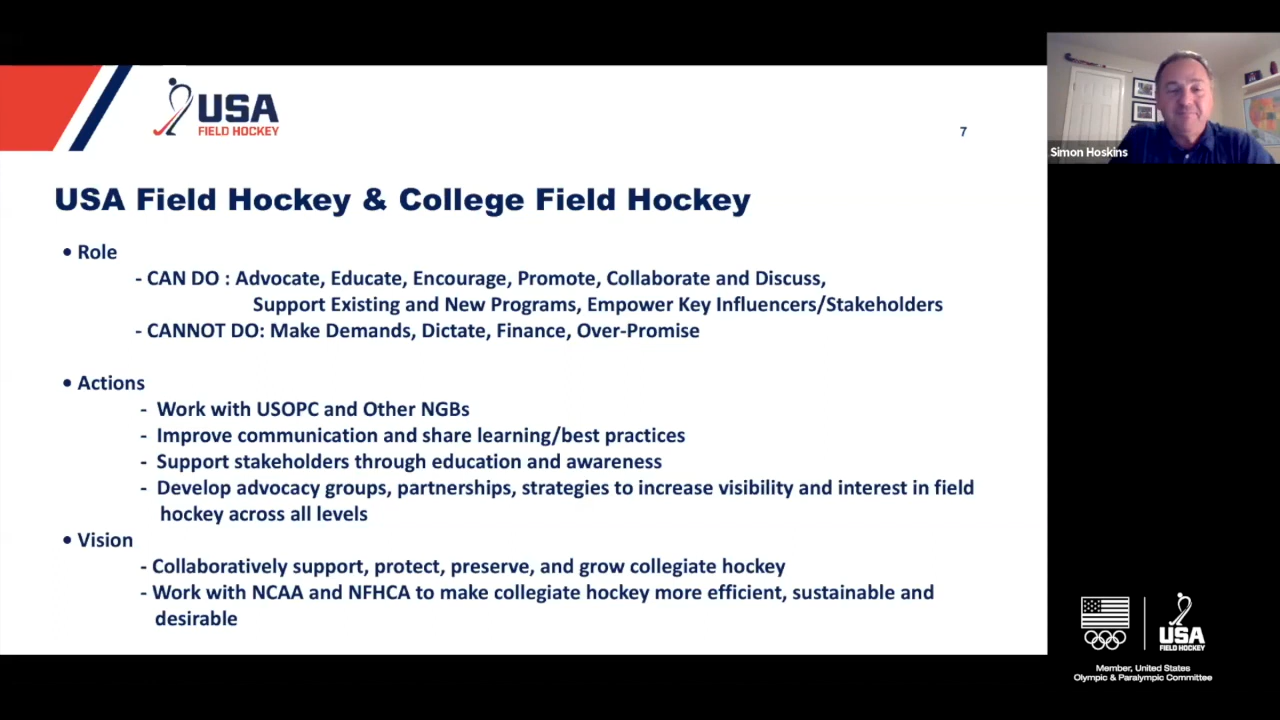 USA
FIELD HOCKEY
7
Simon Hoskins
USA Field Hockey & College Field Hockey
• Role
- CAN DO : Advocate, Educate, Encourage, Promote, Collaborate and Discuss,
Support Existing and New Programs, Empower Key Influencers/Stakeholders
- CANNOT DO: Make Demands, Dictate, Finance, Over-Promise
• Actions
- Work with USOPC and Other NGBs
- Improve communication and share learning/best practices
- Support stakeholders through education and awareness
- Develop advocacy groups, partnerships, strategies to increase visibility and interest in field
hockey across all levels
• Vision
- Collaboratively support, protect, preserve, and grow collegiate hockey
- Work with NCAA and NFHCA to make collegiate hockey more efficient, sustainable and
desirable
USA
FIELD HOCKEY
Member, United States
Olympic & Paralympic Committee